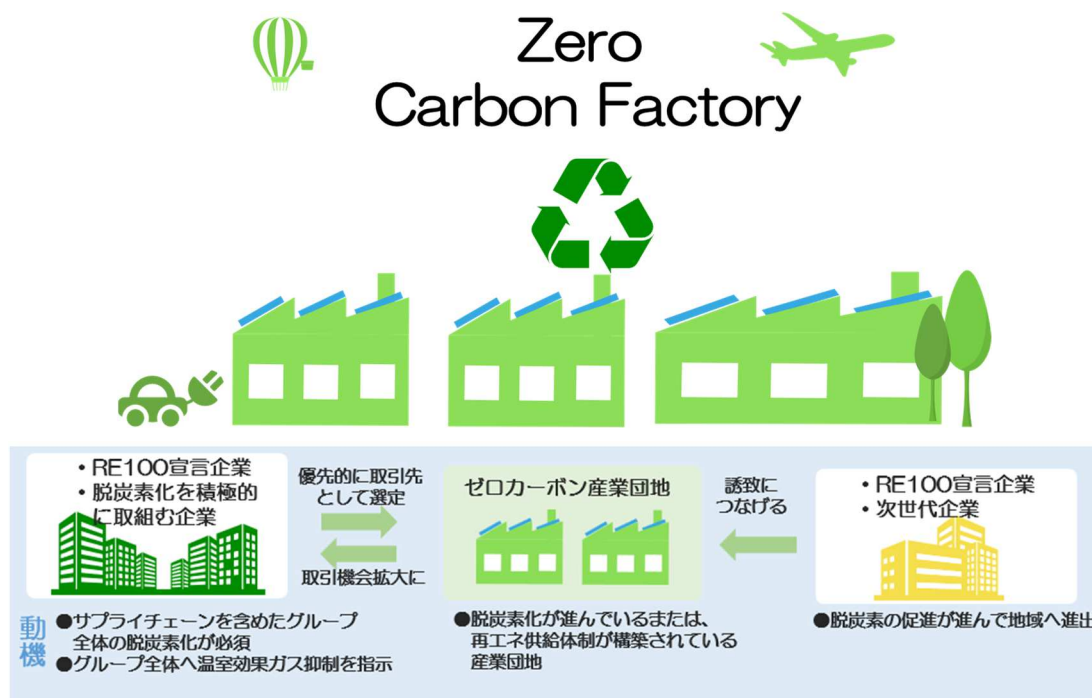 Zero
Carbon Factory
・RE100宣言企業
・脱炭素化を積極的
に取組む企業
優先的に取引先
として選定
取引機会拡大に
ゼロカーボン産業団地
誘致に
つなげる
・RE100宣言企業
・次世代企業
動機
●サプライチェーンを含めたグループ
全体の脱炭素化が必須
●グループ全体へ温室効果ガス抑制を指示
●脱炭素化が進んでいるまたは、
再エネ供給体制が構築されている
産業団地
●脱炭素の促進が進んで地域へ進出